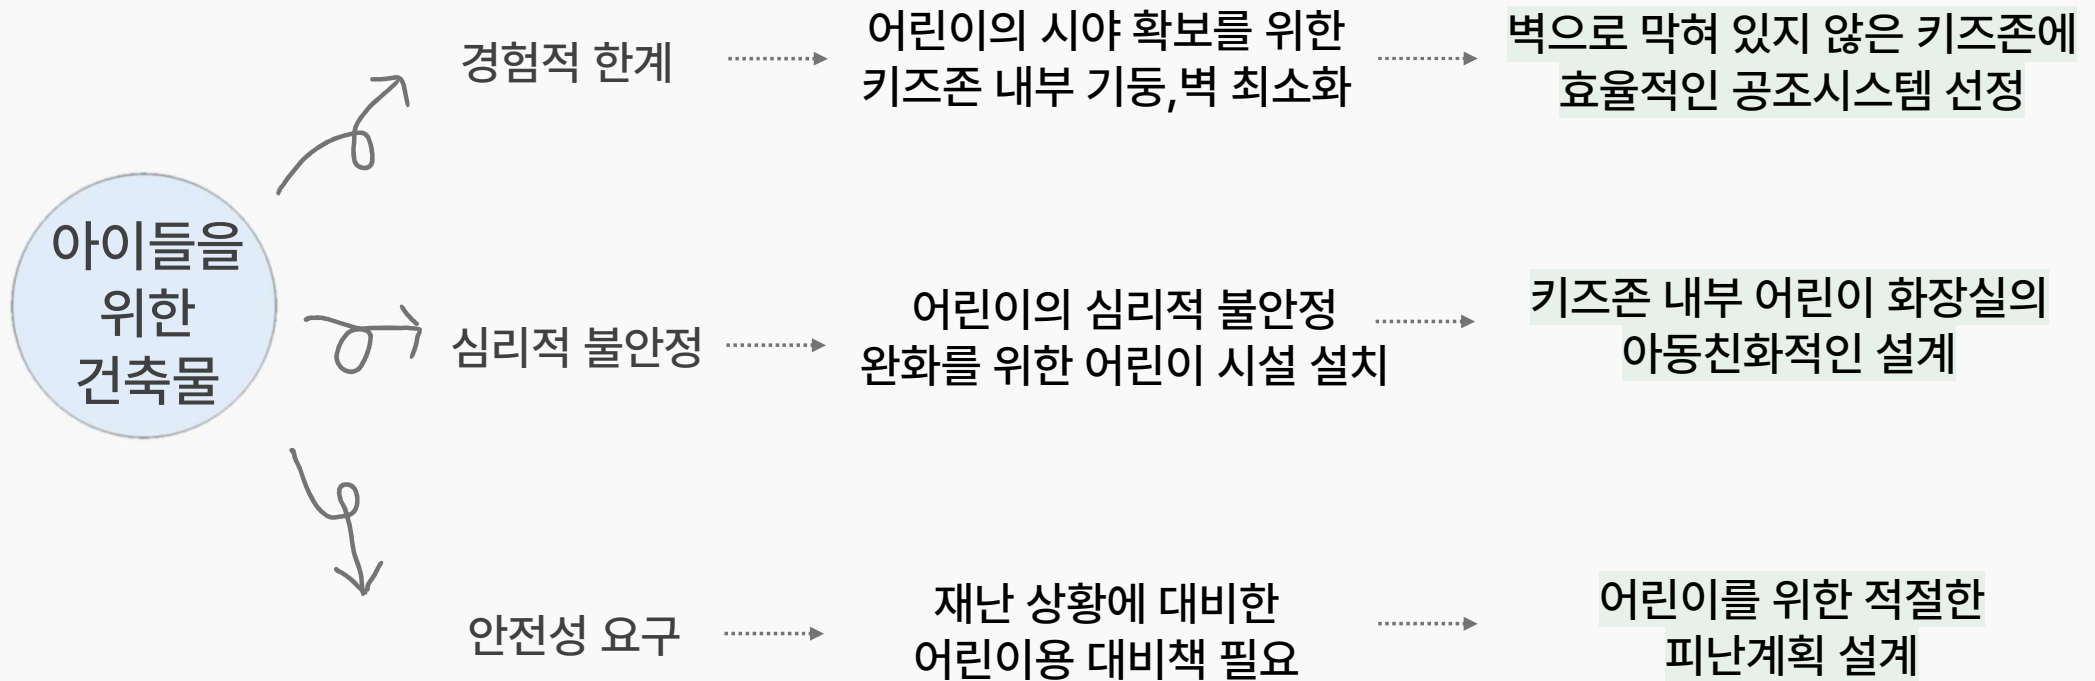 아이들을
위한
건축물
경험적 한계
어린이의 시야 확보를 위한
키즈존 내부 기둥,벽 최소화
벽으로 막혀 있지 않은 키즈존에
효율적인 공조시스템 선정
심리적 불안정
어린이의 심리적 불안정
완화를 위한 어린이 시설 설치
키즈존 내부 어린이 화장실의
아동친화적인 설계
안전성 요구
재난 상황에 대비한
어린이용 대비책 필요
어린이를 위한 적절한
피난계획 설계